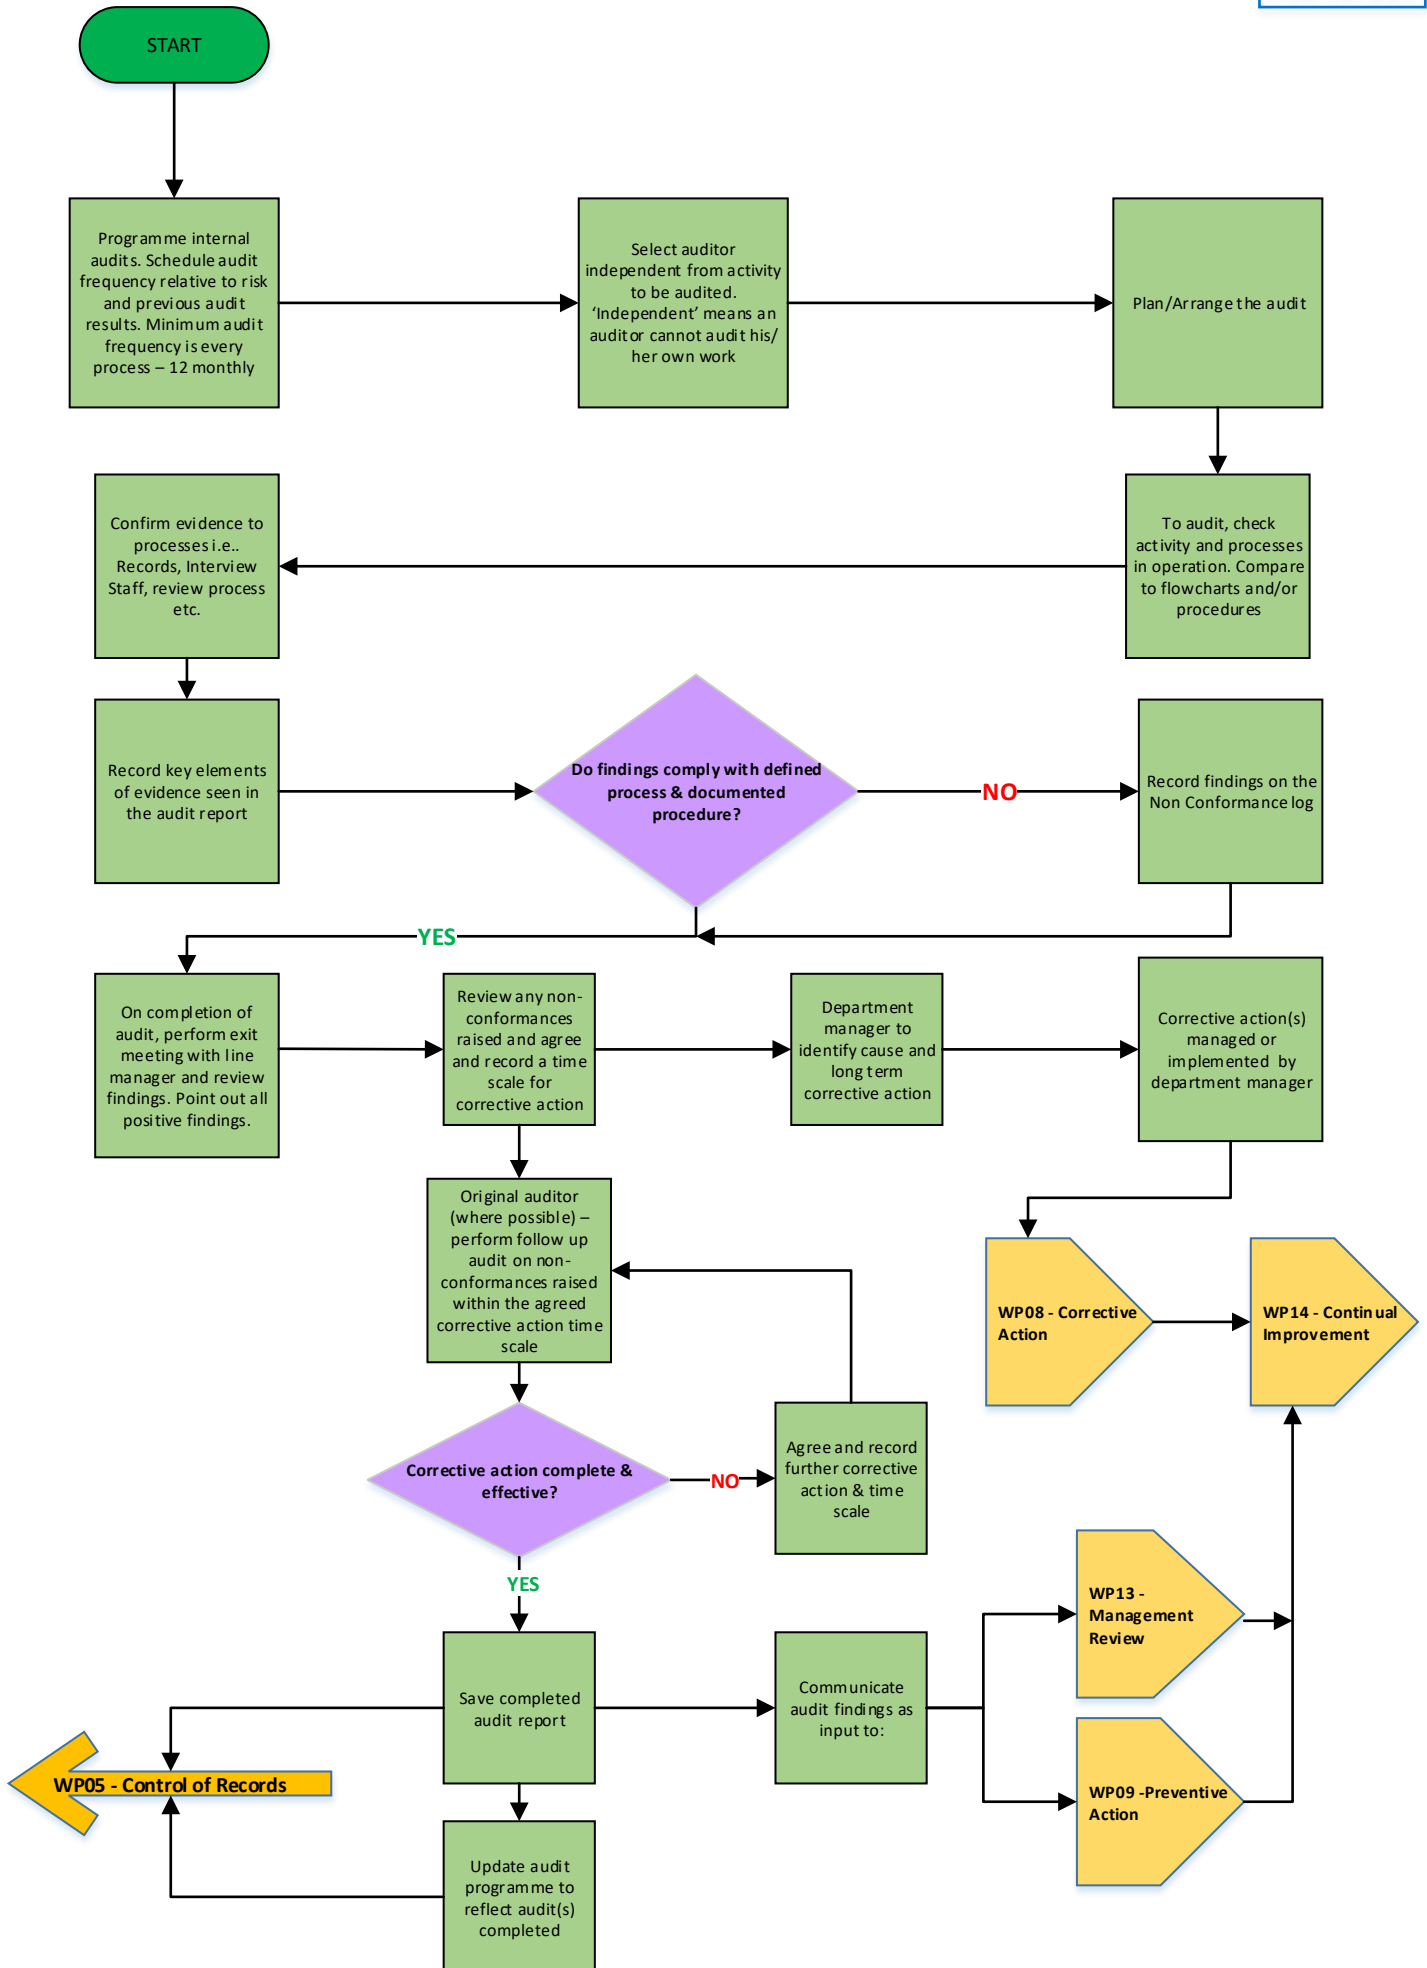 START
Programme internal
audits. Schedule audit
frequency relative to risk
and previous audit
results. Minimum audit
frequency is every
process – 12 monthly
Select auditor
independent from activity
to be audited.
‘Independent’ means an
auditor cannot audit his/
her own work
Plan/Arrange the audit
Confirm evidence to
processes i.e..
Records, Interview
Staff, review process
etc.
To audit, check
activity and processes
in operation. Compare
to flowcharts and/or
procedures
Record key elements
of evidence seen in
the audit report
Do findings comply with defined
process & documented
procedure?
NO
Record findings on the
Non Conformance log
YES
On completion of
audit, perform exit
meeting with line
manager and review
findings. Point out all
positive findings.
Review any non-
conformances
raised and agree
and record a time
scale for
corrective action
Department
manager to
identify cause and
long term
corrective action
Corrective action(s)
managed or
implemented by
department manager
Original auditor
(where possible) –
perform follow up
audit on non-
conformances raised
within the agreed
corrective action time
scale
WP08 - Corrective
Action
WP14 - Continual
Improvement
Corrective action complete &
effective?
NO
Agree and record
further corrective
action & time
scale
YES
WP13 -
Management
Review
Save completed
audit report
Communicate
audit findings as
input to:
WP05 - Control of Records
WP09 -Preventive
Action
Update audit
programme to
reflect audit(s)
completed